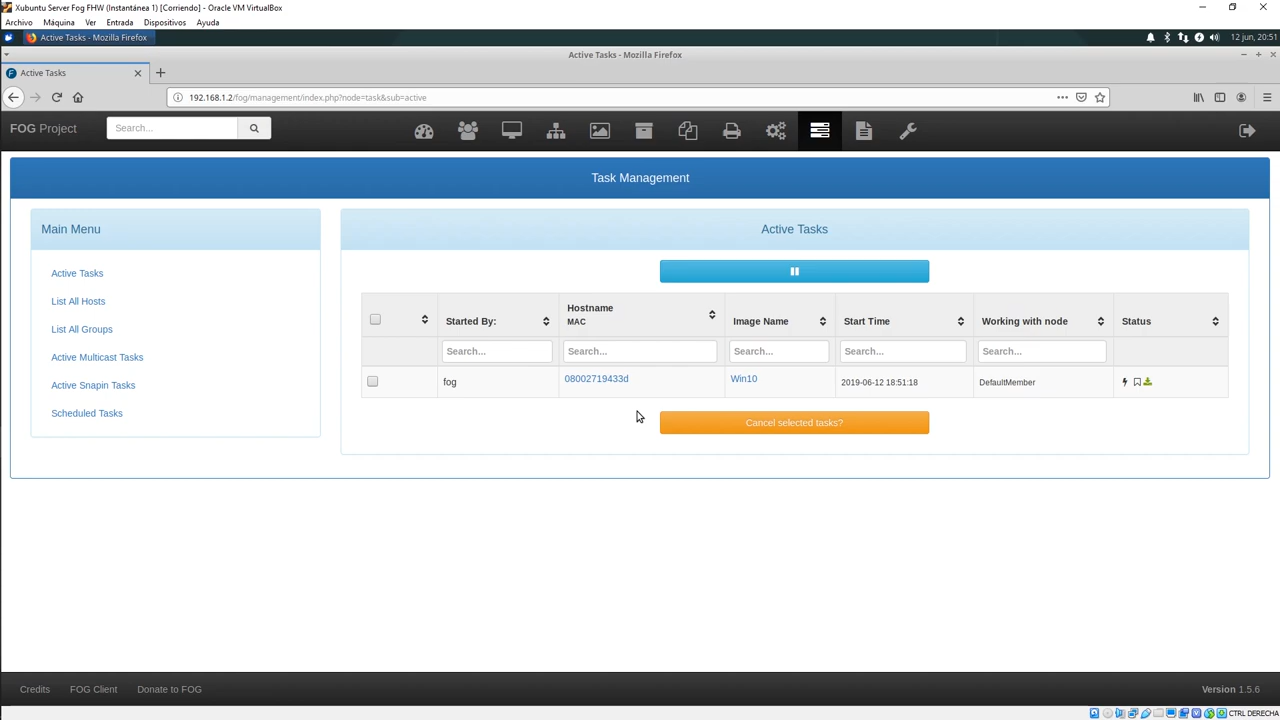 Xubuntu Server Fog FHW (Instantánea 1) [Corriendo] - Oracle VM VirtualBox
Archivo Máquina Ver Entrada Dispositivos Ayuda
Active Tasks - Mozilla Firefox 12 jun, 20:51
Active Tasks - Mozilla Firefox
Active Tasks
192.168.1.2/fog/management/index.php?node=task&sub=active
FOG Project Search...
Task Management
Main Menu
Active Tasks
List All Hosts
List All Groups
Active Multicast Tasks
Active Snapin Tasks
Scheduled Tasks
Active Tasks
Started By: Hostname MAC Image Name Start Time Working with node Status
Search... Search... Search... Search... Search...
fog 08002719433d Win10 2019-06-12 18:51:18 DefaultMember
Cancel selected tasks?
Credits FOG Client Donate to FOG Version 1.5.6
CTRL DERECHA